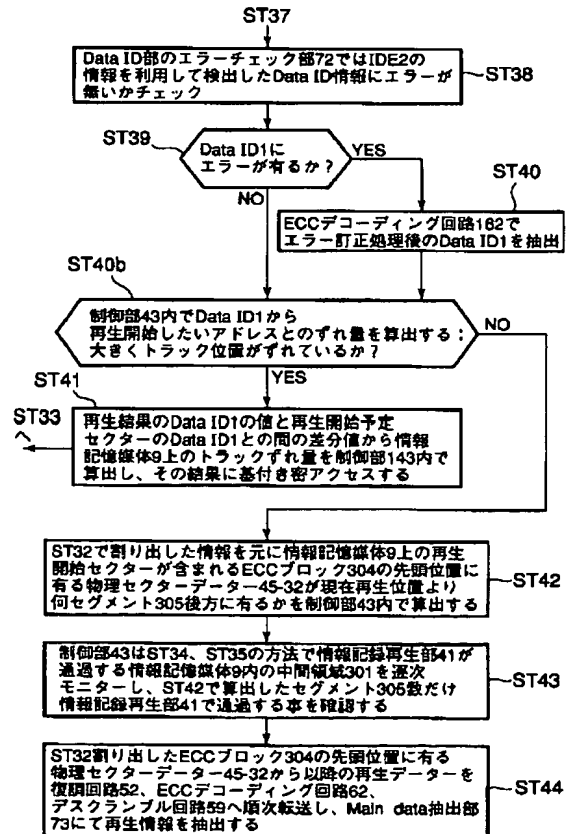 ST37
Data ID部のエラーチェック部72ではIDE2の
情報を利用して検出したData ID情報にエラーが
無いかチェック
ST38
ST39
Data ID1に
エラーが有るか？
YES
NO
ST40
ECCデコーディング回路162で
エラー訂正処理後のData ID1を抽出
ST40b
制御部43内でData ID1から
再生開始したいアドレスとのずれ量を算出する：
大きくトラック位置がずれているか？
NO
YES
ST41
ST33
へ
再生結果のData ID1の値と再生開始予定
セクターのData ID1との間の差分値から情報
記憶媒体9上のトラックずれ量を制御部143内で
算出し、その結果に基付き密アクセスする
ST32で割り出した情報を元に情報記憶媒体9上の再生
開始セクターが含まれるECCブロック304の先頭位置に
有る物理セクターデーター45-32が現在再生位置より
何セグメント305後方に有るかを制御部43内で算出する
ST42
制御部43はST34、ST35の方法で情報記録再生部41が
通過する情報記憶媒体9内の中間領域301を逐次
モニターし、ST42で算出したセグメント305数だけ
情報記録再生部41で通過する事を確認する
ST43
ST32割り出したECCブロック304の先頭位置に有る
物理セクターデーター45-32から以降の再生データーを
復調回路52、ECCデコーディング回路62、
デスクランブル回路59へ順次転送し、Main data抽出部
73にて再生情報を抽出する
ST44